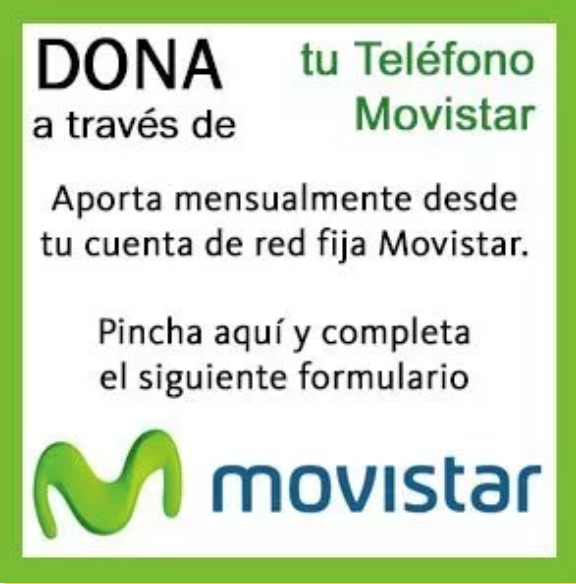 DONA
a través de
tu Teléfono
Movistar
Aporta mensualmente desde
tu cuenta de red fija Movistar.
Pincha aquí y completa
el siguiente formulario
movistar